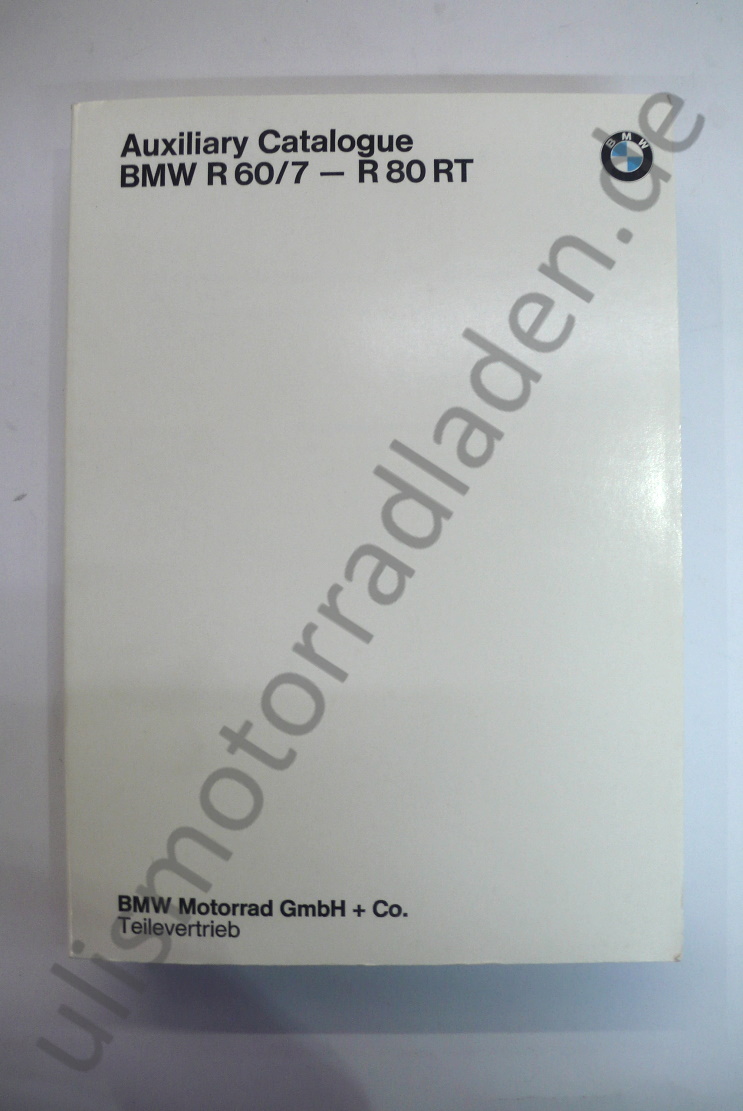 Auxiliary Catalogue
BMW R 60/7 — R 80 RT
BMW
BMW Motorrad GmbH + Co.
Teilevertrieb
ulismotorradladen.de